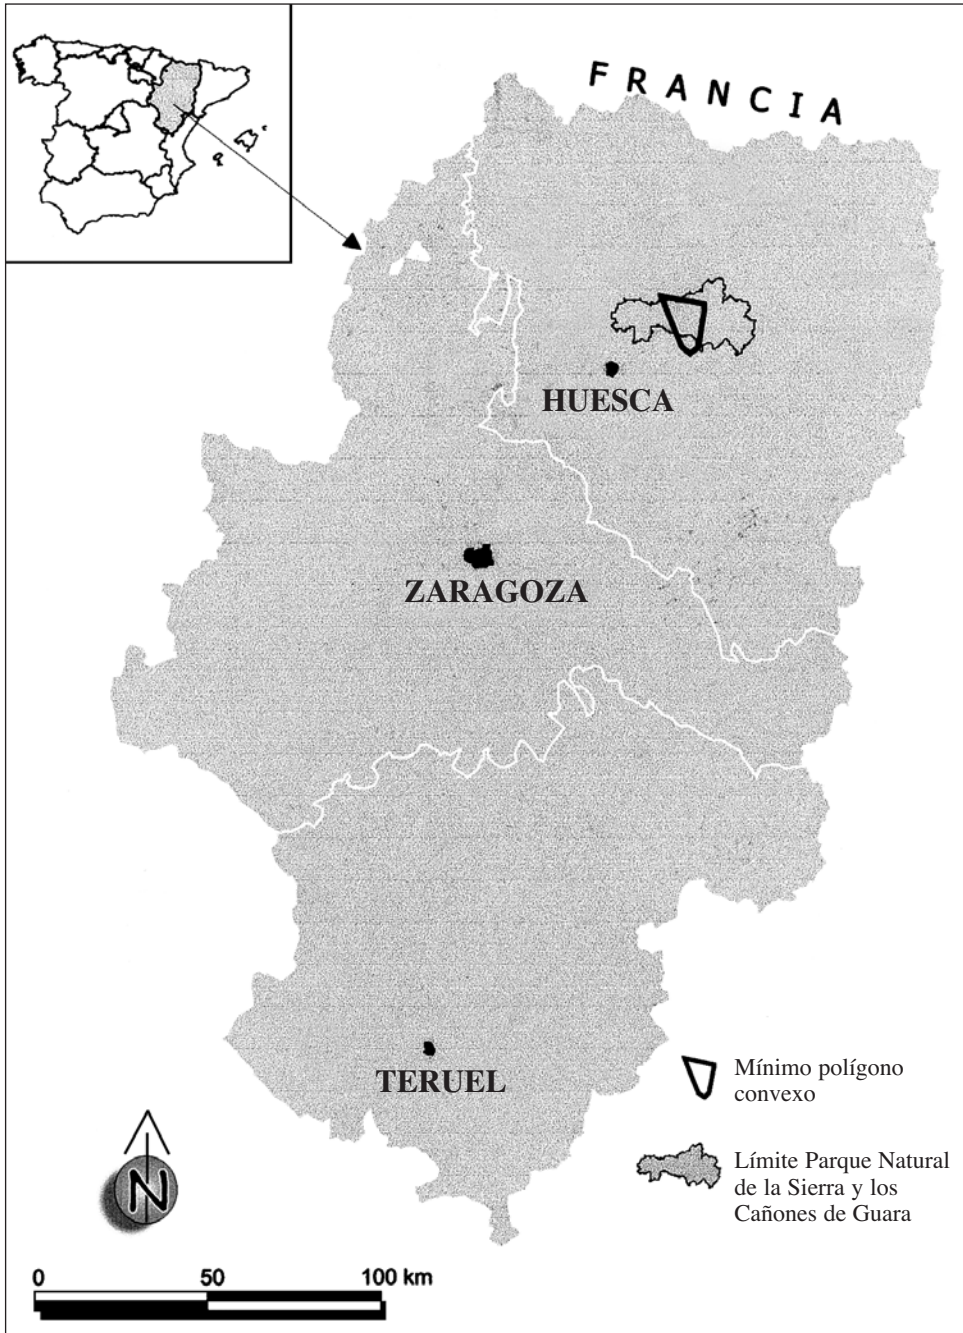 FRANCIA
HUESCA
ZARAGOZA
TERUEL
Mínimo polígono
convexo
Límite Parque Natural
de la Sierra y los
Cañones de Guara
N
0 50 100 km